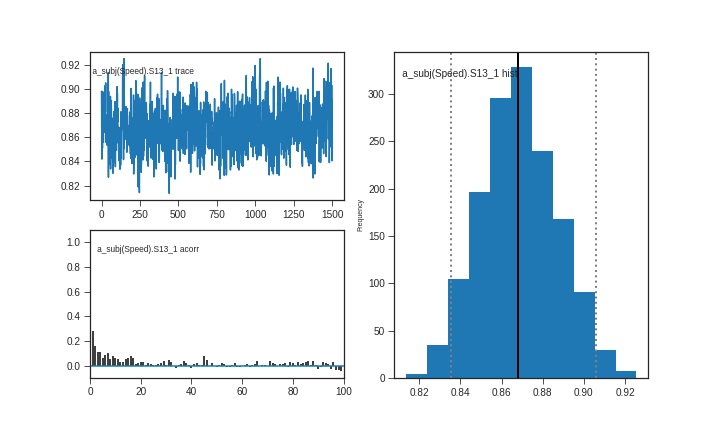 0.92
0.90
0.88
0.86
0.84
0.82
a_subj(Speed).S13_1 trace
0 250 500 750 1000 1250 1500
1.0
0.8
0.6
0.4
0.2
0.0
a_subj(Speed).S13_1 acorr
0 20 40 60 80 100
Frequency
300
250
200
150
100
50
0
a_subj(Speed).S13_1 hist
0.82 0.84 0.86 0.88 0.90 0.92